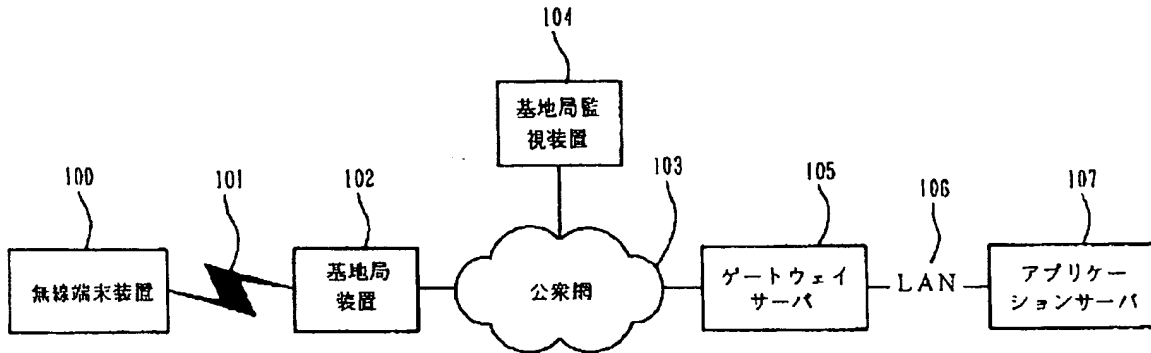 104
基地局監
視装置
100
101
102
103
105
106
107
無線端末装置
基地局
装置
公衆網
ゲートウェイ
サーバ
LAN
アプリケー
ションサーバ